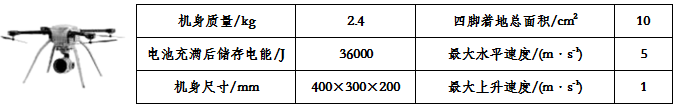 机身质量/kg 2.4 四脚着地总面积/cm² 10
电池充满后储存电能/J 36000 最大水平速度/(m·s⁻¹) 5
机身尺寸/mm 400×300×200 最大上升速度/(m·s⁻¹) 1